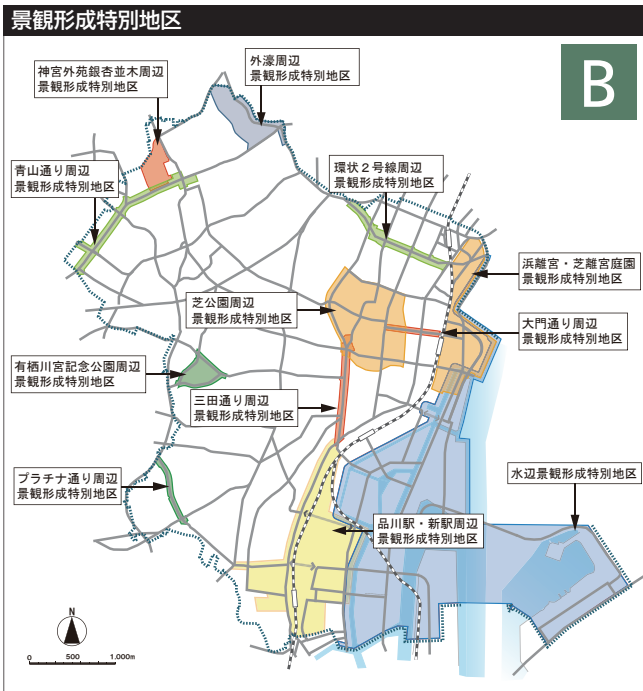 景観形成特別地区
B
神宮外苑銀杏並木周辺
景観形成特別地区
外濠周辺
景観形成特別地区
青山通り周辺
景観形成特別地区
環状２号線周辺
景観形成特別地区
浜離宮・芝離宮庭園
景観形成特別地区
芝公園周辺
景観形成特別地区
大門通り周辺
景観形成特別地区
有栖川宮記念公園周辺
景観形成特別地区
三田通り周辺
景観形成特別地区
プラチナ通り周辺
景観形成特別地区
水辺景観形成特別地区
品川駅・新駅周辺
景観形成特別地区
N
0 500 1.000m